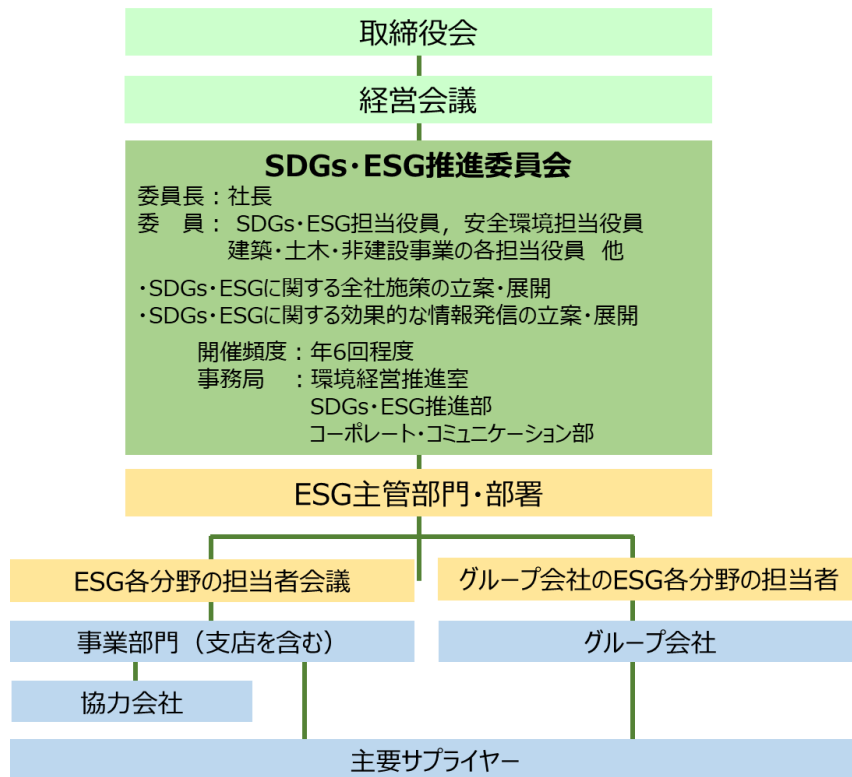 取締役会
経営会議
SDGs・ESG推進委員会
委員長：社長
委　員： SDGs・ESG担当役員，安全環境担当役員
建築・土木・非建設事業の各担当役員 他
・SDGs・ESGに関する全社施策の立案・展開
・SDGs・ESGに関する効果的な情報発信の立案・展開
開催頻度：年6回程度
事務局　：環境経営推進室
SDGs・ESG推進部
コーポレート・コミュニケーション部
ESG主管部門・部署
ESG各分野の担当者会議
グループ会社のESG各分野の担当者
事業部門（支店を含む）
グループ会社
協力会社
主要サプライヤー